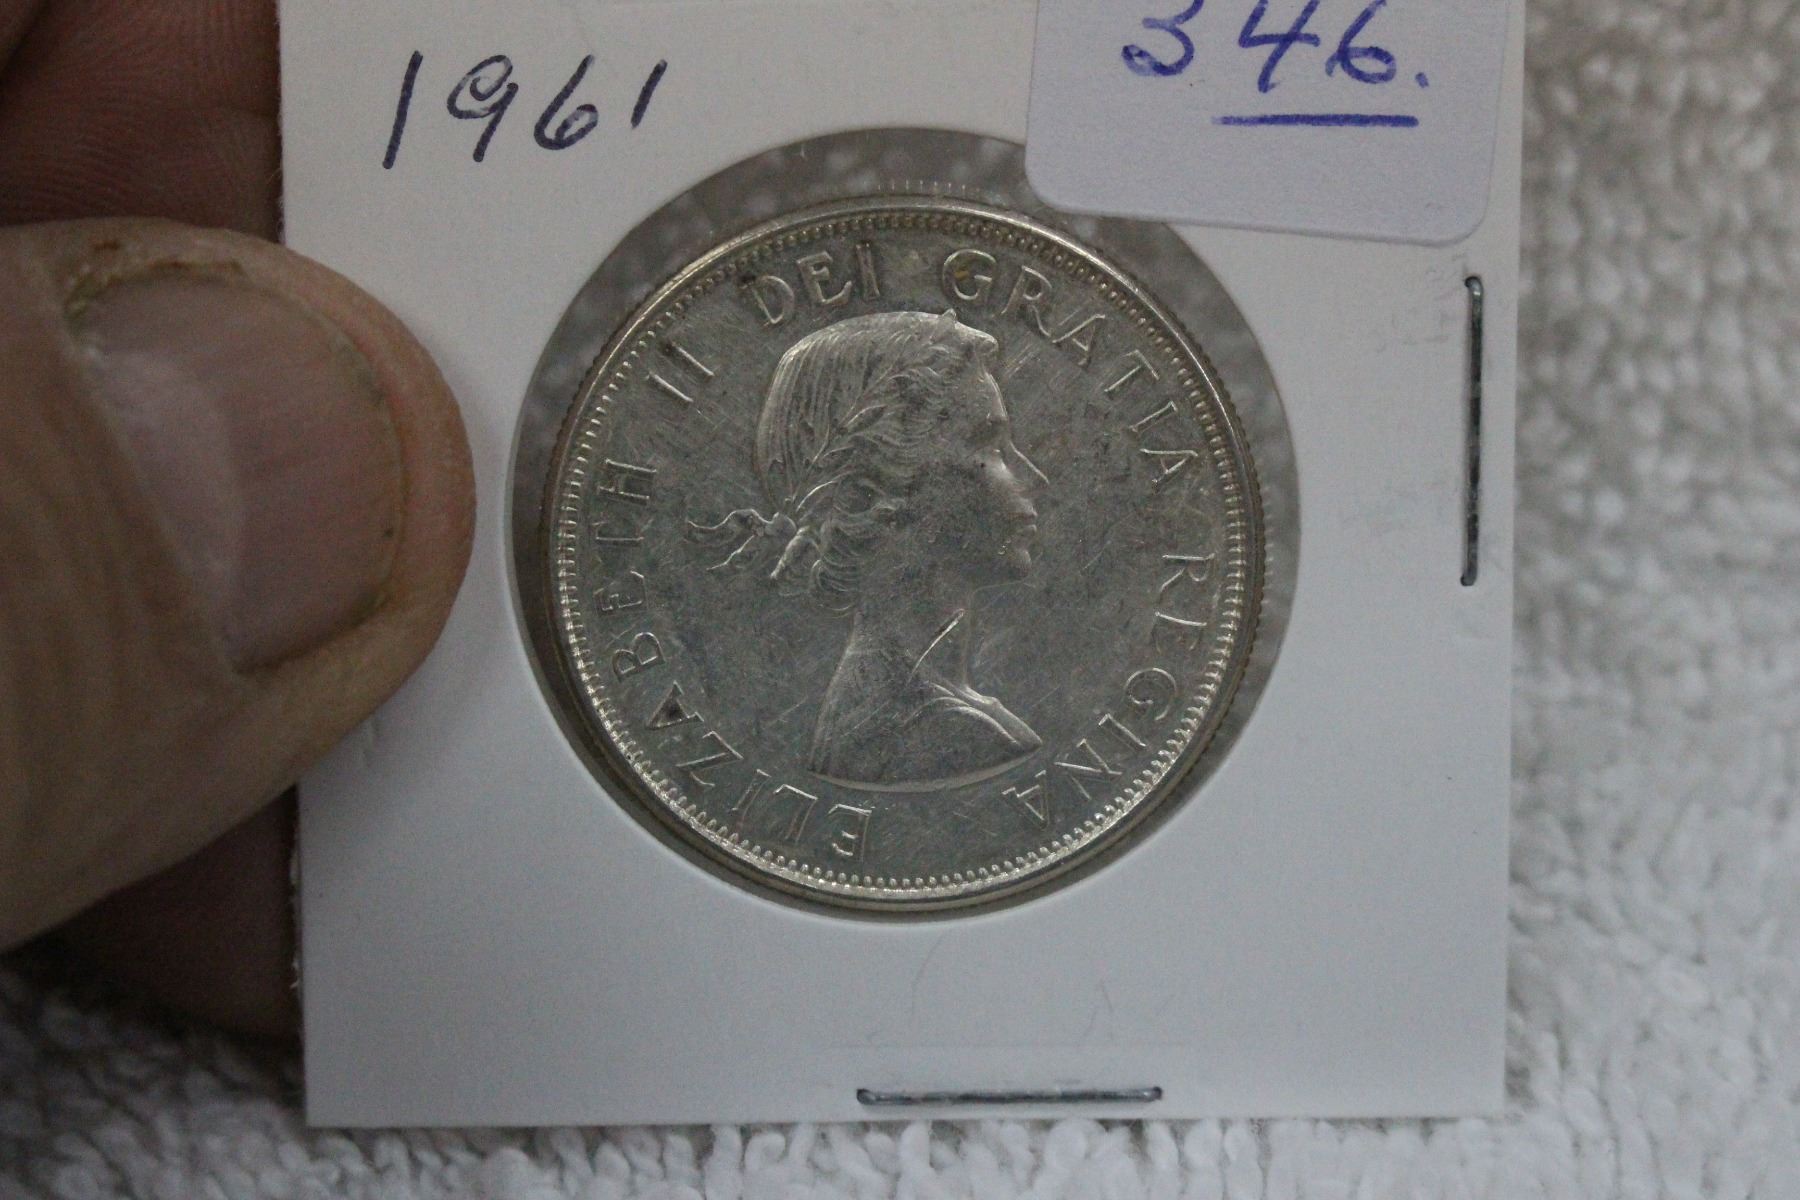 346.
1961
ELIZABETH II DEI GRATIA REGINA